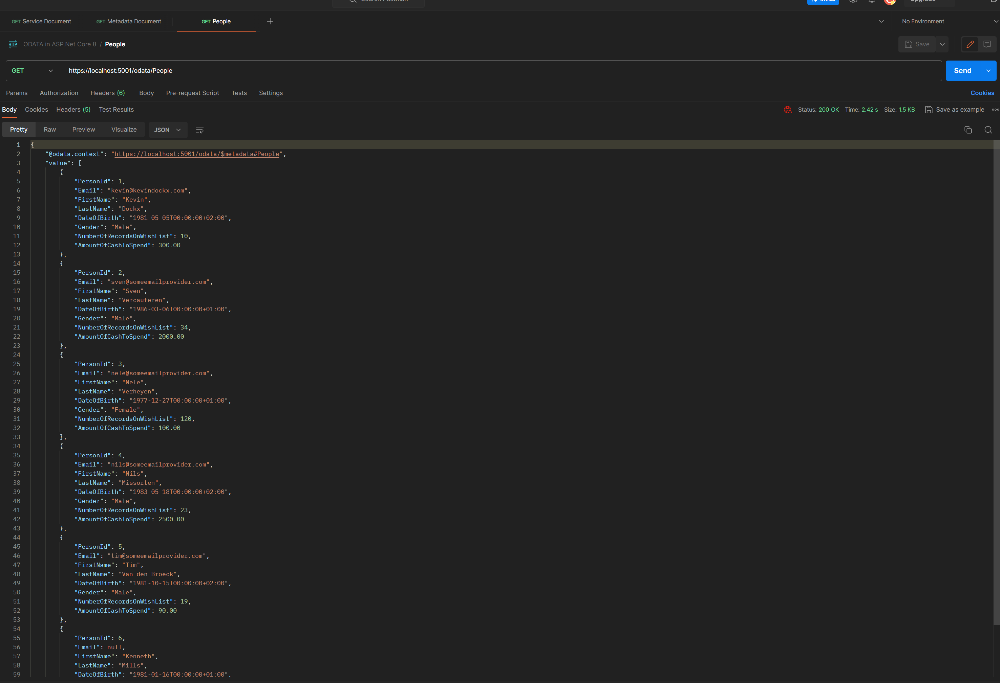 Search Postman Invite Upgrade
GET Service Document GET Metadata Document GET People No Environment
HTTP ODATA in ASP.Net Core 8 / People Save
GET https://localhost:5001/odata/People Send
Params Authorization Headers (6) Body Pre-request Script Tests Settings Cookies
Body Cookies Headers (5) Test Results Status: 200 OK Time: 2.42 s Size: 1.5 KB Save as example
Pretty Raw Preview Visualize JSON
1 {
2 "@odata.context": "https://localhost:5001/odata/$metadata#People",
3 "value": [
4 {
5 "PersonId": 1,
6 "Email": "kevin@kevindockx.com",
7 "FirstName": "Kevin",
8 "LastName": "Dockx",
9 "DateOfBirth": "1981-05-05T00:00:00+02:00",
10 "Gender": "Male",
11 "NumberOfRecordsOnWishList": 10,
12 "AmountOfCashToSpend": 300.00
13 },
14 {
15 "PersonId": 2,
16 "Email": "sven@someemailprovider.com",
17 "FirstName": "Sven",
18 "LastName": "Vercauteren",
19 "DateOfBirth": "1986-03-06T00:00:00+01:00",
20 "Gender": "Male",
21 "NumberOfRecordsOnWishList": 34,
22 "AmountOfCashToSpend": 2000.00
23 },
24 {
25 "PersonId": 3,
26 "Email": "nele@someemailprovider.com",
27 "FirstName": "Nele",
28 "LastName": "Verheyen",
29 "DateOfBirth": "1977-12-27T00:00:00+01:00",
30 "Gender": "Female",
31 "NumberOfRecordsOnWishList": 120,
32 "AmountOfCashToSpend": 100.00
33 },
34 {
35 "PersonId": 4,
36 "Email": "nils@someemailprovider.com",
37 "FirstName": "Nils",
38 "LastName": "Missorten",
39 "DateOfBirth": "1983-05-18T00:00:00+02:00",
40 "Gender": "Male",
41 "NumberOfRecordsOnWishList": 23,
42 "AmountOfCashToSpend": 2500.00
43 },
44 {
45 "PersonId": 5,
46 "Email": "tim@someemailprovider.com",
47 "FirstName": "Tim",
48 "LastName": "Van den Broeck",
49 "DateOfBirth": "1981-10-15T00:00:00+02:00",
50 "Gender": "Male",
51 "NumberOfRecordsOnWishList": 19,
52 "AmountOfCashToSpend": 90.00
53 },
54 {
55 "PersonId": 6,
56 "Email": null,
57 "FirstName": "Kenneth",
58 "LastName": "Mills",
59 "DateOfBirth": "1981-01-16T00:00:00+01:00",